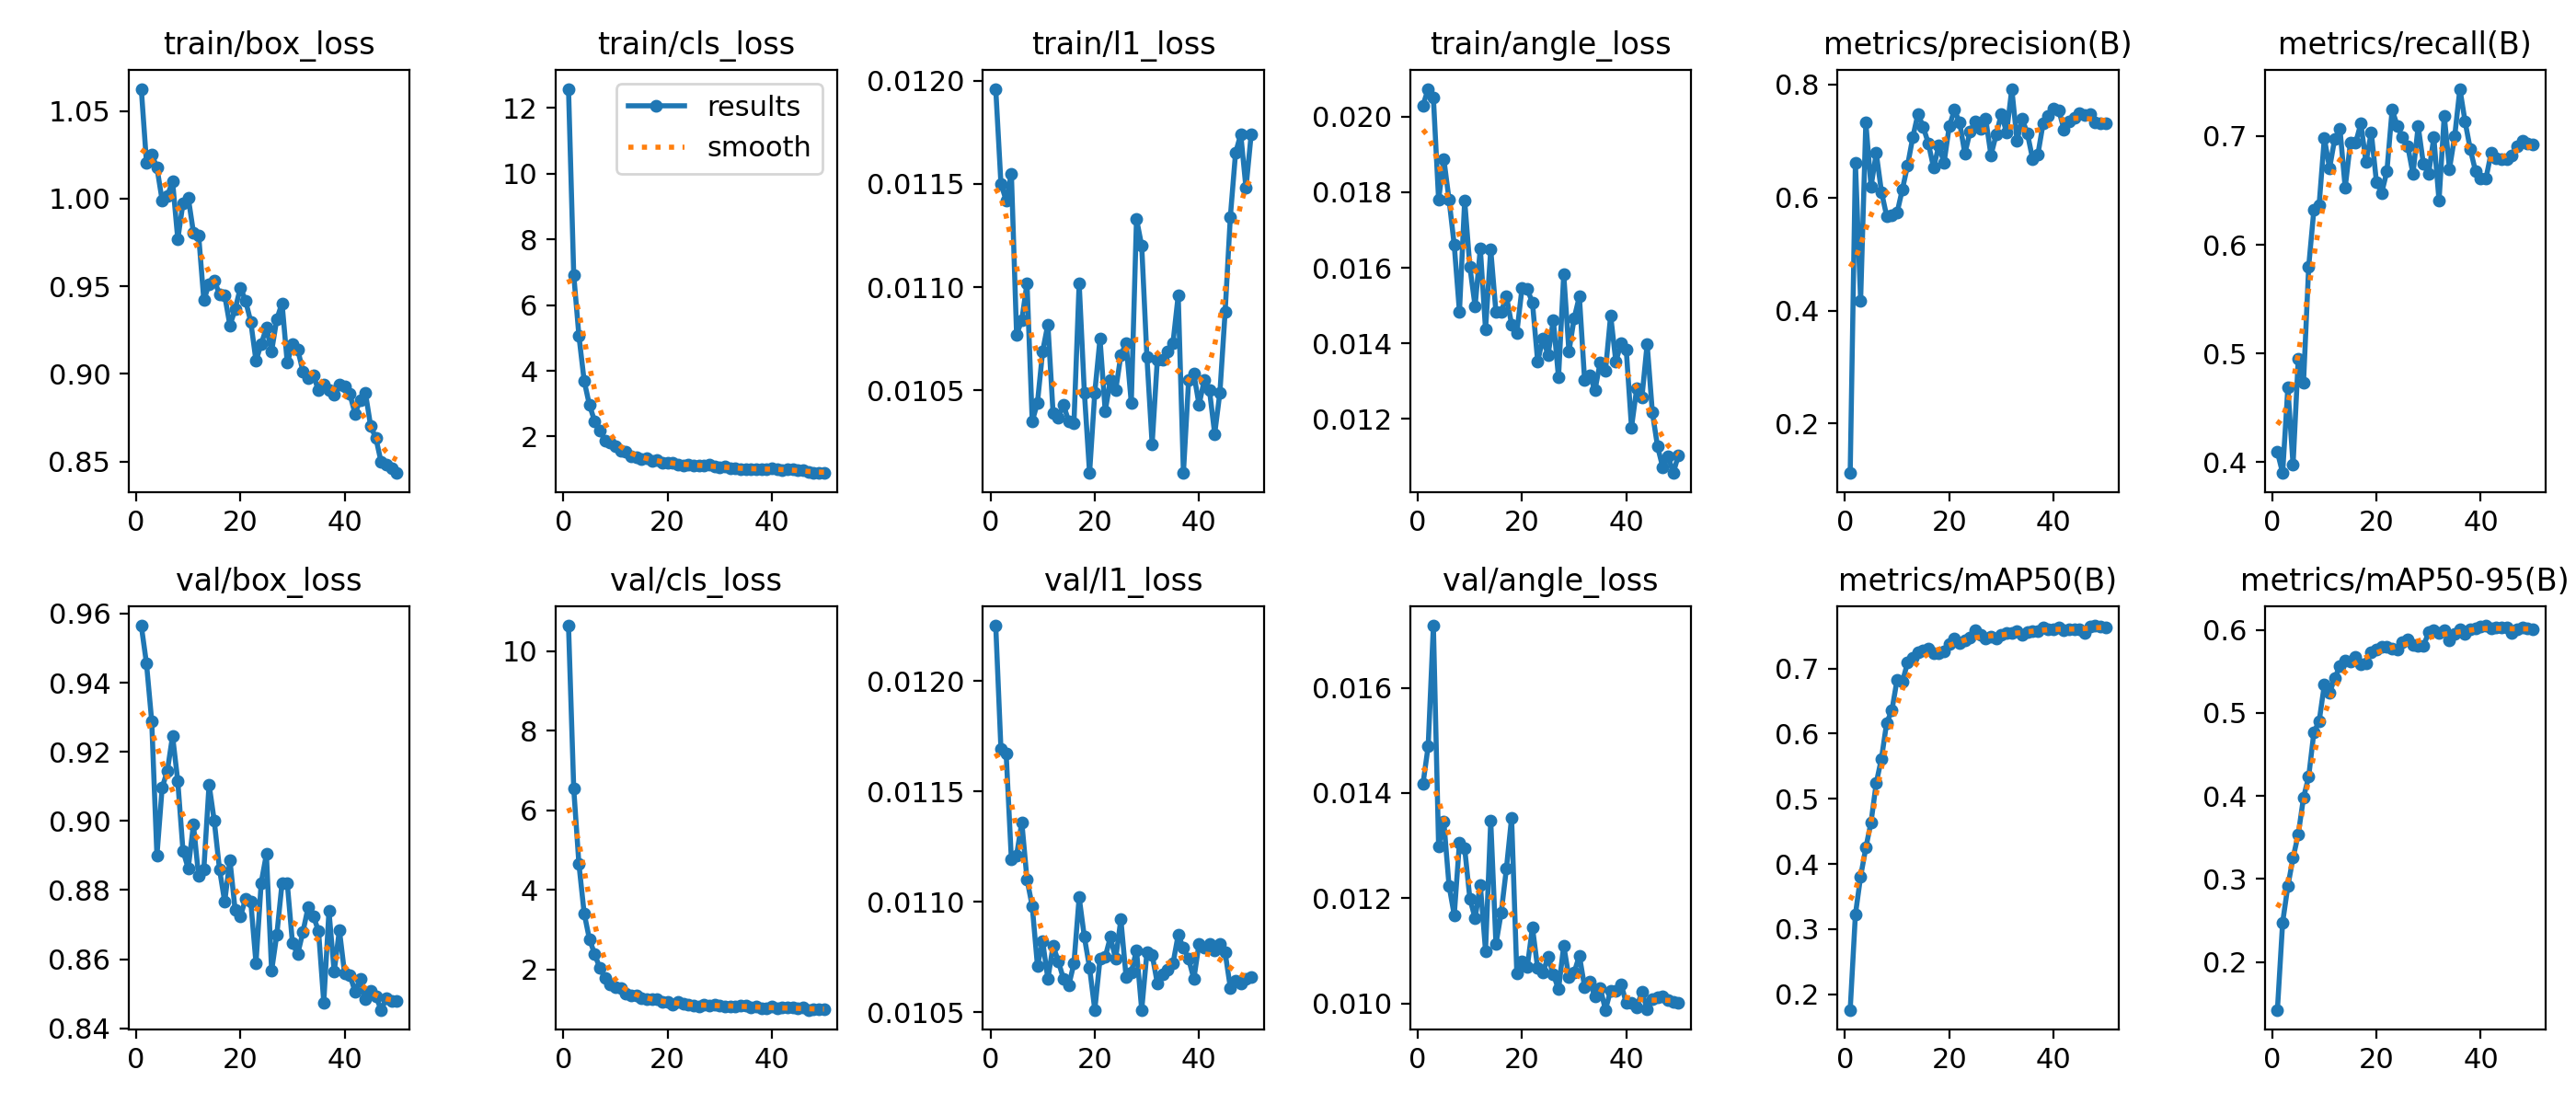 train/box_loss
1.05
1.00
0.95
0.90
0.85
0 20 40
train/cls_loss
results
smooth
12
10
8
6
4
2
0 20 40
train/l1_loss
0.0120
0.0115
0.0110
0.0105
0 20 40
train/angle_loss
0.020
0.018
0.016
0.014
0.012
0 20 40
metrics/precision(B)
0.8
0.6
0.4
0.2
0 20 40
metrics/recall(B)
0.7
0.6
0.5
0.4
0 20 40
val/box_loss
0.96
0.94
0.92
0.90
0.88
0.86
0.84
0 20 40
val/cls_loss
10
8
6
4
2
0 20 40
val/l1_loss
0.0120
0.0115
0.0110
0.0105
0 20 40
val/angle_loss
0.016
0.014
0.012
0.010
0 20 40
metrics/mAP50(B)
0.7
0.6
0.5
0.4
0.3
0.2
0 20 40
metrics/mAP50-95(B)
0.6
0.5
0.4
0.3
0.2
0 20 40